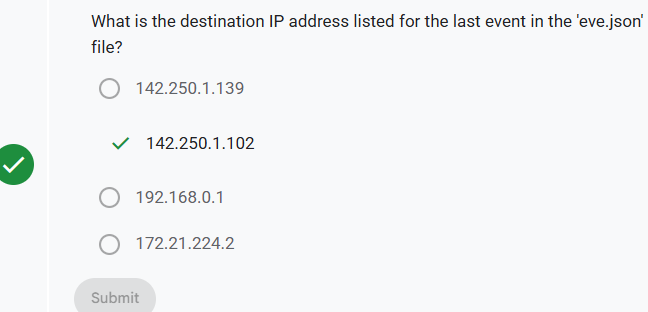 What is the destination IP address listed for the last event in the 'eve.json'
file?
142.250.1.139
142.250.1.102
192.168.0.1
172.21.224.2
Submit